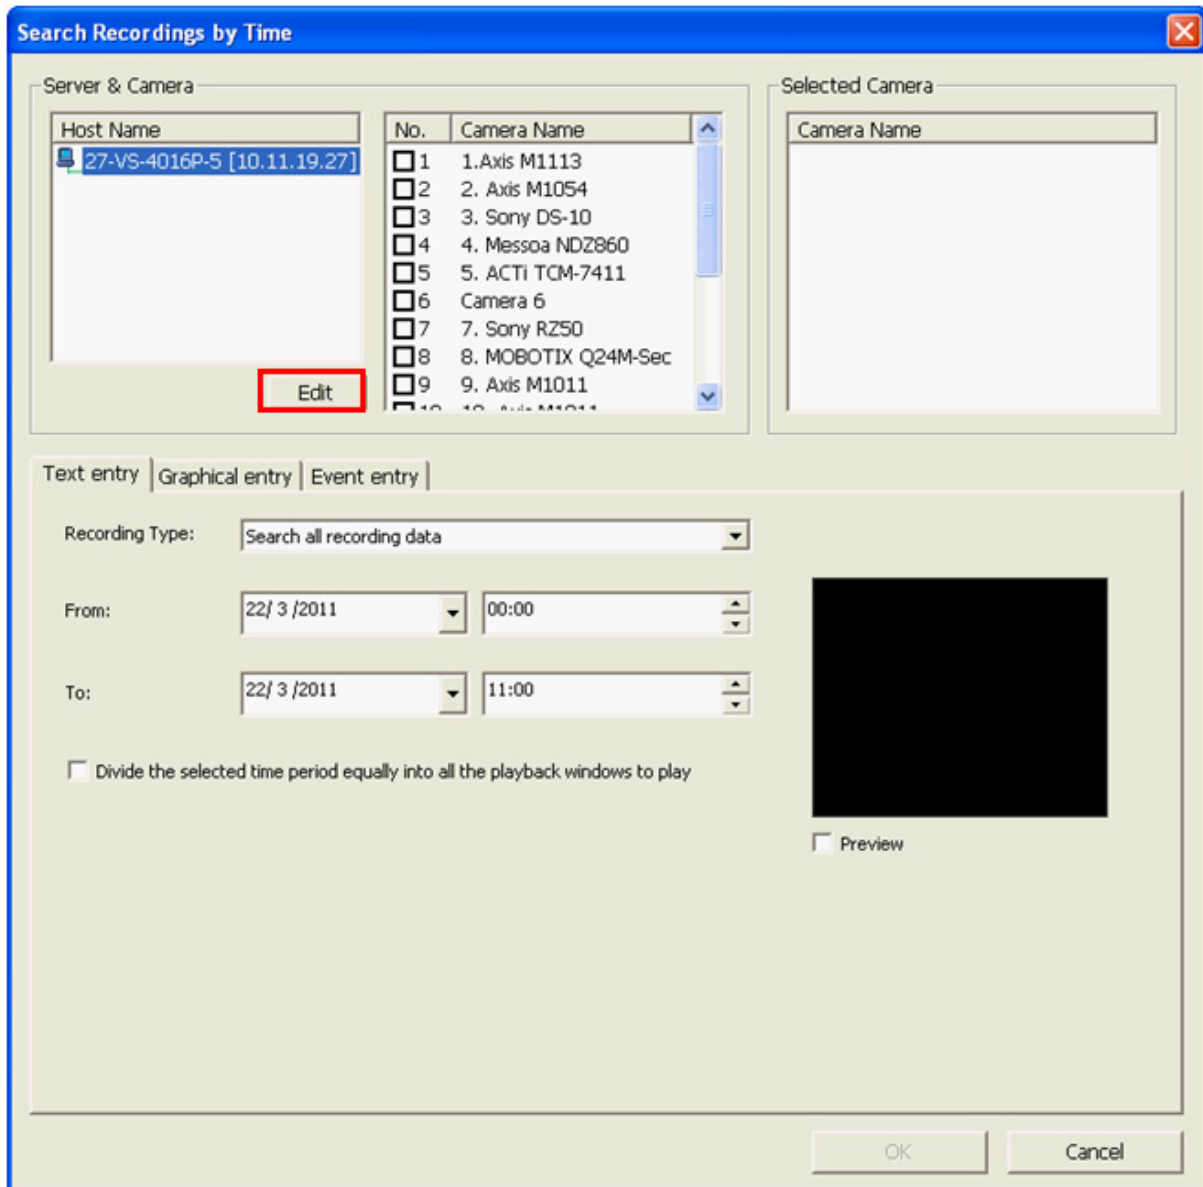 Search Recordings by Time
Server & Camera
Selected Camera
Host Name
27-VS-4016P-5 [10.11.19.27]
Edit
No. Camera Name
1 1.Axis M1113
2 2. Axis M1054
3 3. Sony DS-10
4 4. Messoa NDZ860
5 5. ACTi TCM-7411
6 Camera 6
7 7. Sony RZ50
8 8. MOBOTIX Q24M-Sec
9 9. Axis M1011
Camera Name
Text entry Graphical entry Event entry
Recording Type: Search all recording data
From: 22/ 3 /2011 00:00
To: 22/ 3 /2011 11:00
Divide the selected time period equally into all the playback windows to play
Preview
OK Cancel